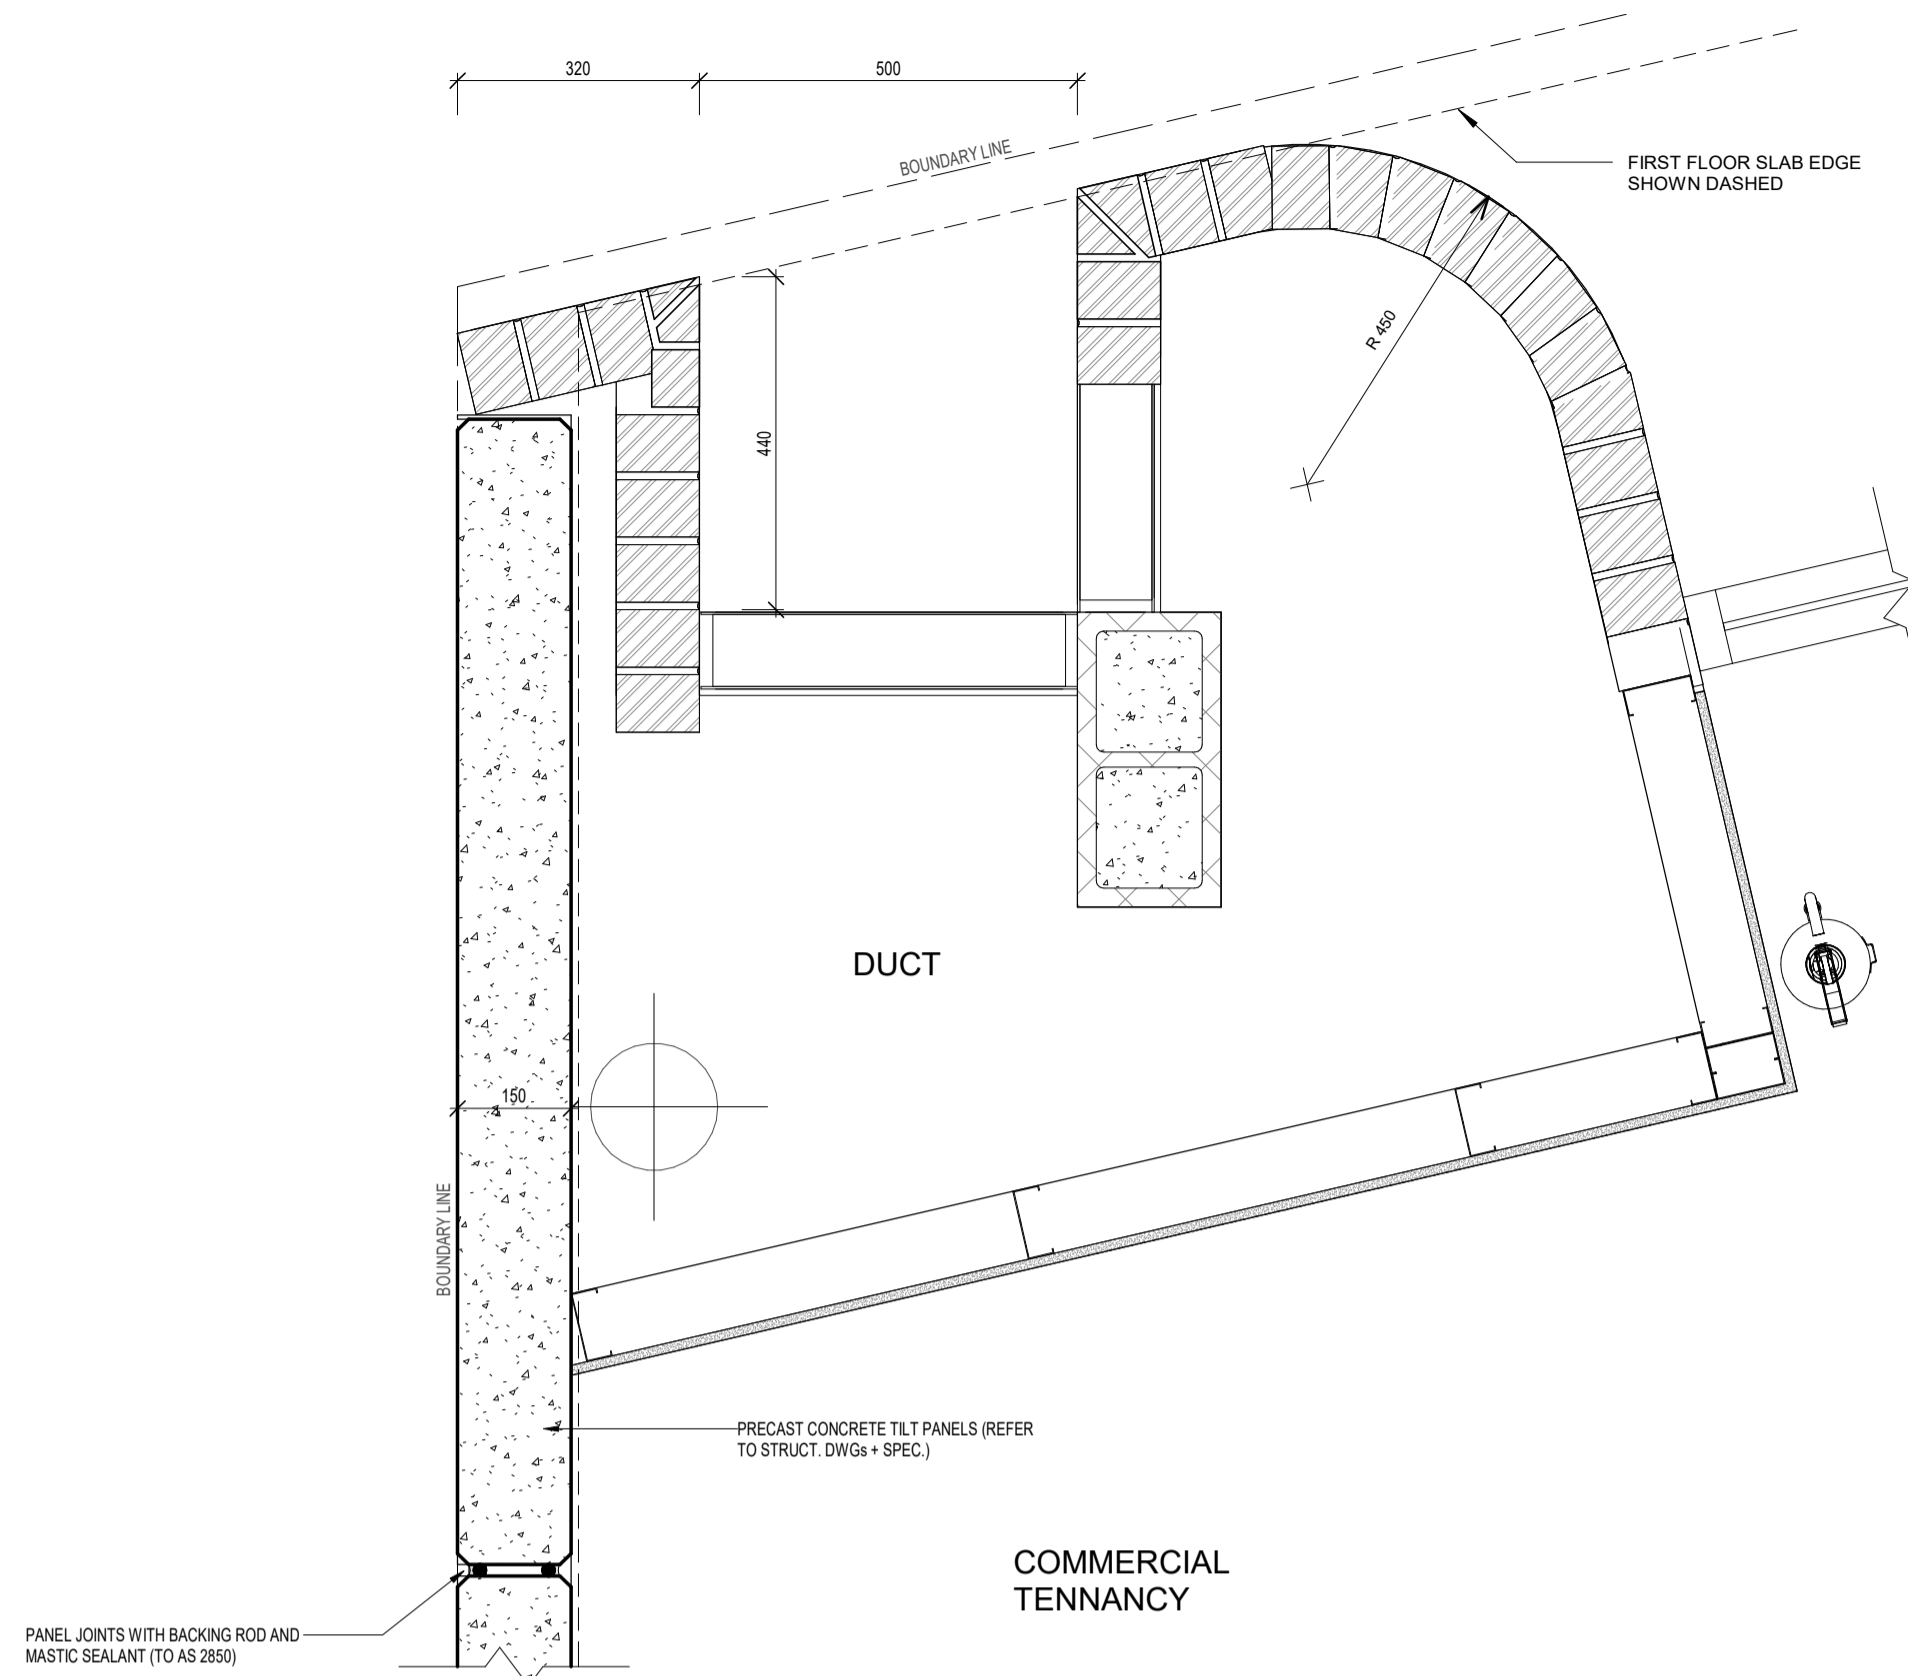 320
500
BOUNDARY LINE
FIRST FLOOR SLAB EDGE
SHOWN DASHED
R 450
440
DUCT
150
BOUNDARY LINE
PRECAST CONCRETE TILT PANELS (REFER
TO STRUCT. DWGs + SPEC.)
COMMERCIAL
TENNANCY
PANEL JOINTS WITH BACKING ROD AND
MASTIC SEALANT (TO AS 2850)